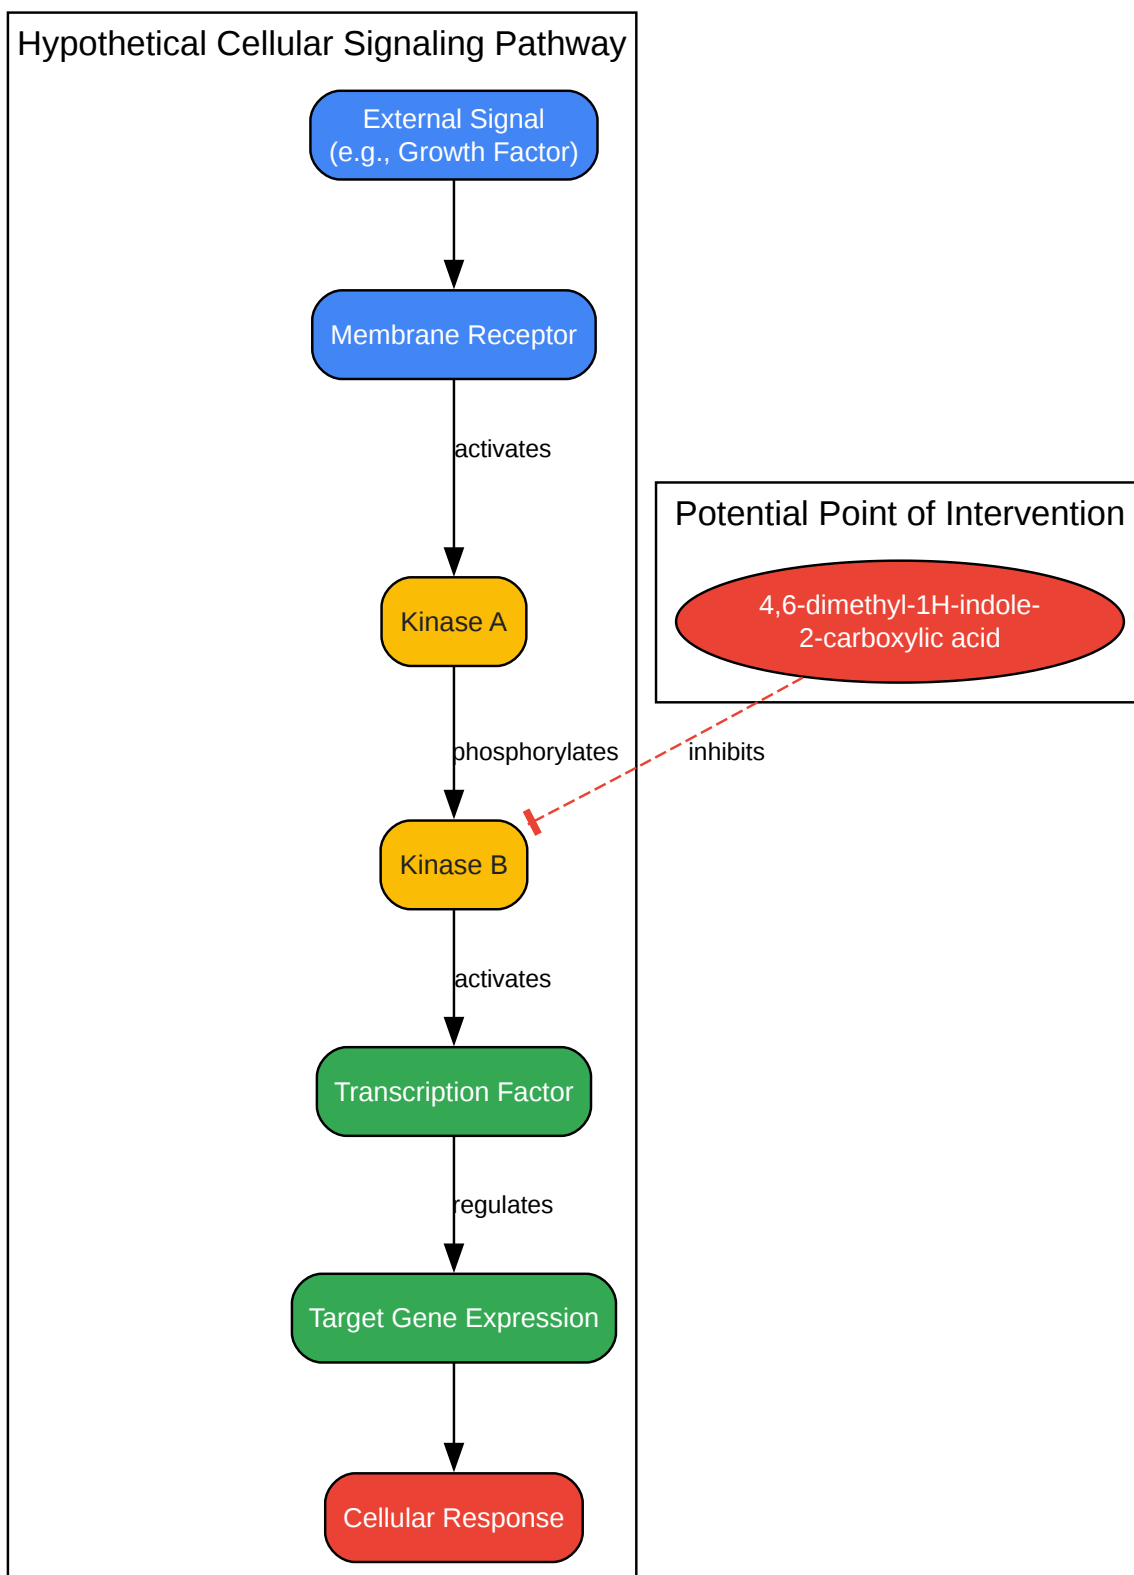 Hypothetical Cellular Signaling Pathway
External Signal
(e.g., Growth Factor)
Membrane Receptor
activates
Kinase A
phosphorylates
Kinase B
activates
Transcription Factor
regulates
Target Gene Expression
Cellular Response
Potential Point of Intervention
4,6-dimethyl-1H-indole-
2-carboxylic acid
inhibits